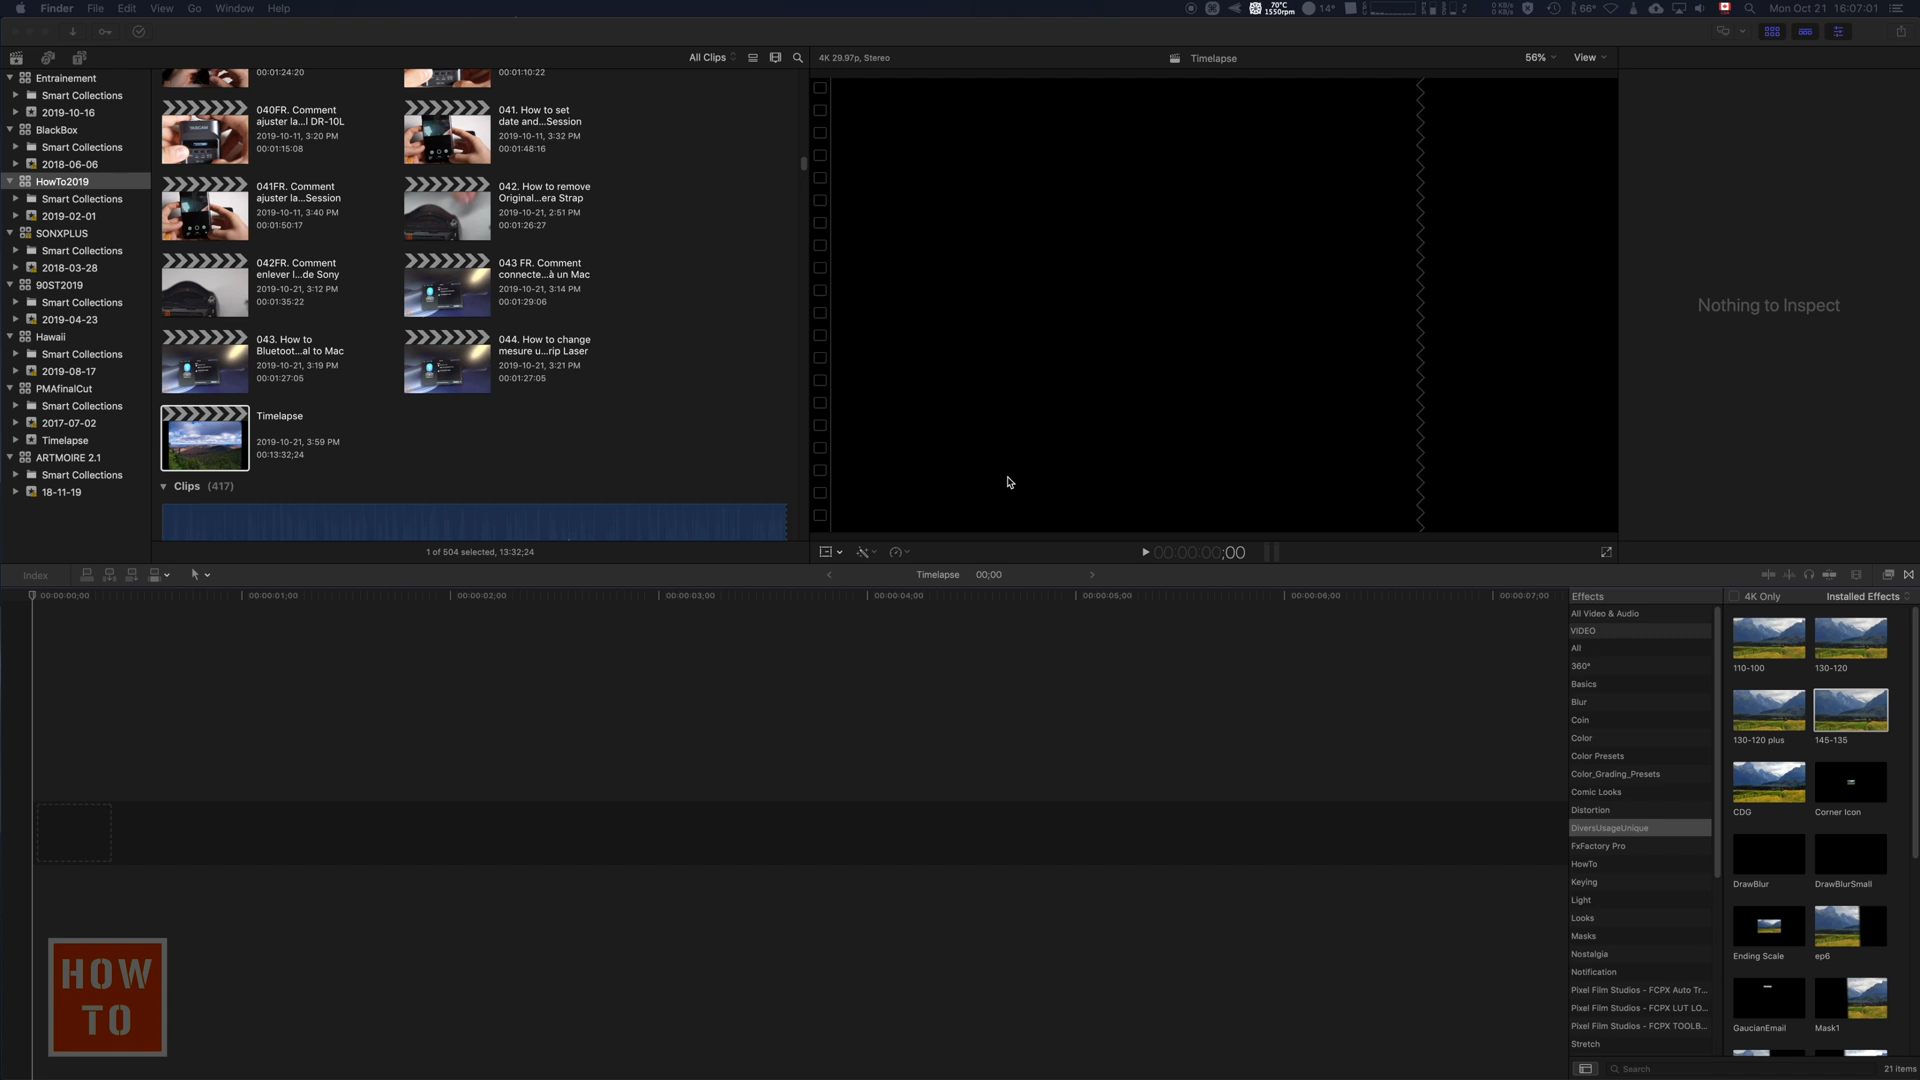 Finder File Edit View Go Window Help
70°C
1550rpm
14°
0 KB/s
0 KB/s
66°
Mon Oct 21 16:07:01
All Clips
4K 29.97p, Stereo
Timelapse
56%
View
Entrainement
Smart Collections
2019-10-16
BlackBox
Smart Collections
2018-06-06
HowTo2019
Smart Collections
2019-02-01
SONXPLUS
Smart Collections
2018-03-28
90ST2019
Smart Collections
2019-04-23
Hawaii
Smart Collections
2019-08-17
PMAfinalCut
Smart Collections
2017-07-02
Timelapse
ARTMOIRE 2.1
Smart Collections
18-11-19
00:01:24:20
00:01:10:22
040FR. Comment
ajuster la...l DR-10L
2019-10-11, 3:20 PM
00:01:15:08
041. How to set
date and...Session
2019-10-11, 3:32 PM
00:01:48:16
041FR. Comment
ajuster la...Session
2019-10-11, 3:40 PM
00:01:50:17
042. How to remove
Original...era Strap
2019-10-21, 2:51 PM
00:01:26:27
042FR. Comment
enlever l...de Sony
2019-10-21, 3:12 PM
00:01:35:22
043 FR. Comment
connecte...à un Mac
2019-10-21, 3:14 PM
00:01:29:06
043. How to
Bluetoot...al to Mac
2019-10-21, 3:19 PM
00:01:27:05
044. How to change
mesure u...rip Laser
2019-10-21, 3:21 PM
00:01:27:05
Timelapse
2019-10-21, 3:59 PM
00:13:32;24
Clips (417)
1 of 504 selected, 13:32;24
Nothing to Inspect
00:00:00:00;00
Index
Timelapse 00;00
00:00:00;00
00:00:01;00
00:00:02;00
00:00:03;00
00:00:04;00
00:00:05;00
00:00:06;00
00:00:07;00
Effects
4K Only
Installed Effects
All Video & Audio
VIDEO
All
360°
Basics
Blur
Coin
Color
Color Presets
Color_Grading_Presets
Comic Looks
Distortion
DiversUsageUnique
FxFactory Pro
HowTo
Keying
Light
Looks
Masks
Nostalgia
Notification
Pixel Film Studios - FCPX Auto Tr...
Pixel Film Studios - FCPX LUT LO...
Pixel Film Studios - FCPX TOOLB...
Stretch
110-100
130-120
130-120 plus
145-135
CDG
Corner Icon
DrawBlur
DrawBlurSmall
Ending Scale
ep6
GaucianEmail
Mask1
Search
21 items
HOW
TO